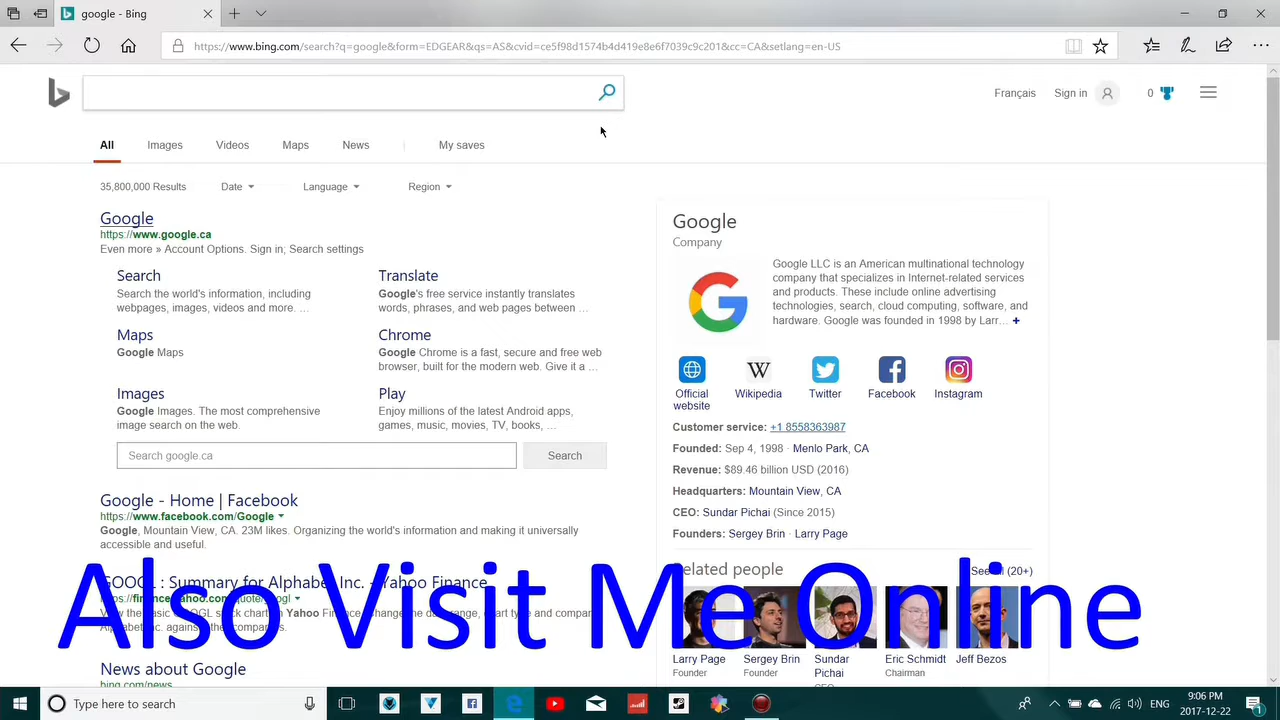 google - Bing
https://www.bing.com/search?q=google&form=EDGEAR&qs=AS&cvid=ce5f98d1574b4d419e8e6f7039c9c201&cc=CA&setlang=en-US
Français
Sign in
0
All
Images
Videos
Maps
News
My saves
35,800,000 Results
Date
Language
Region
Google
https://www.google.ca
Even more » Account Options. Sign in; Search settings
Search
Search the world's information, including
webpages, images, videos and more. ...
Translate
Google's free service instantly translates
words, phrases, and web pages between ...
Maps
Google Maps
Chrome
Google Chrome is a fast, secure and free web
browser, built for the modern web. Give it a ...
Images
Google Images. The most comprehensive
image search on the web.
Play
Enjoy millions of the latest Android apps,
games, music, movies, TV, books, ...
Search google.ca
Search
Google - Home | Facebook
https://www.facebook.com/Google
Google, Mountain View, CA. 23M likes. Organizing the world's information and making it universally
accessible and useful.
GOOGL : Summary for Alphabet Inc. - Yahoo Finance
News about Google
bing.com/news
Google
Company
Google LLC is an American multinational technology
company that specializes in Internet-related services
and products. These include online advertising
technologies, search, cloud computing, software, and
hardware. Google was founded in 1998 by Larr... +
W
Official
website
Wikipedia
Twitter
Facebook
Instagram
Customer service: +1 8558363987
Founded: Sep 4, 1998 · Menlo Park, CA
Revenue: $89.46 billion USD (2016)
Headquarters: Mountain View, CA
CEO: Sundar Pichai (Since 2015)
Founders: Sergey Brin · Larry Page
Related people
See all (20+)
Larry Page
Founder
Sergey Brin
Founder
Sundar
Pichai
CEO
Eric Schmidt
Chairman
Jeff Bezos
Also Visit Me Online
Type here to search
ENG
9:06 PM
2017-12-22
1